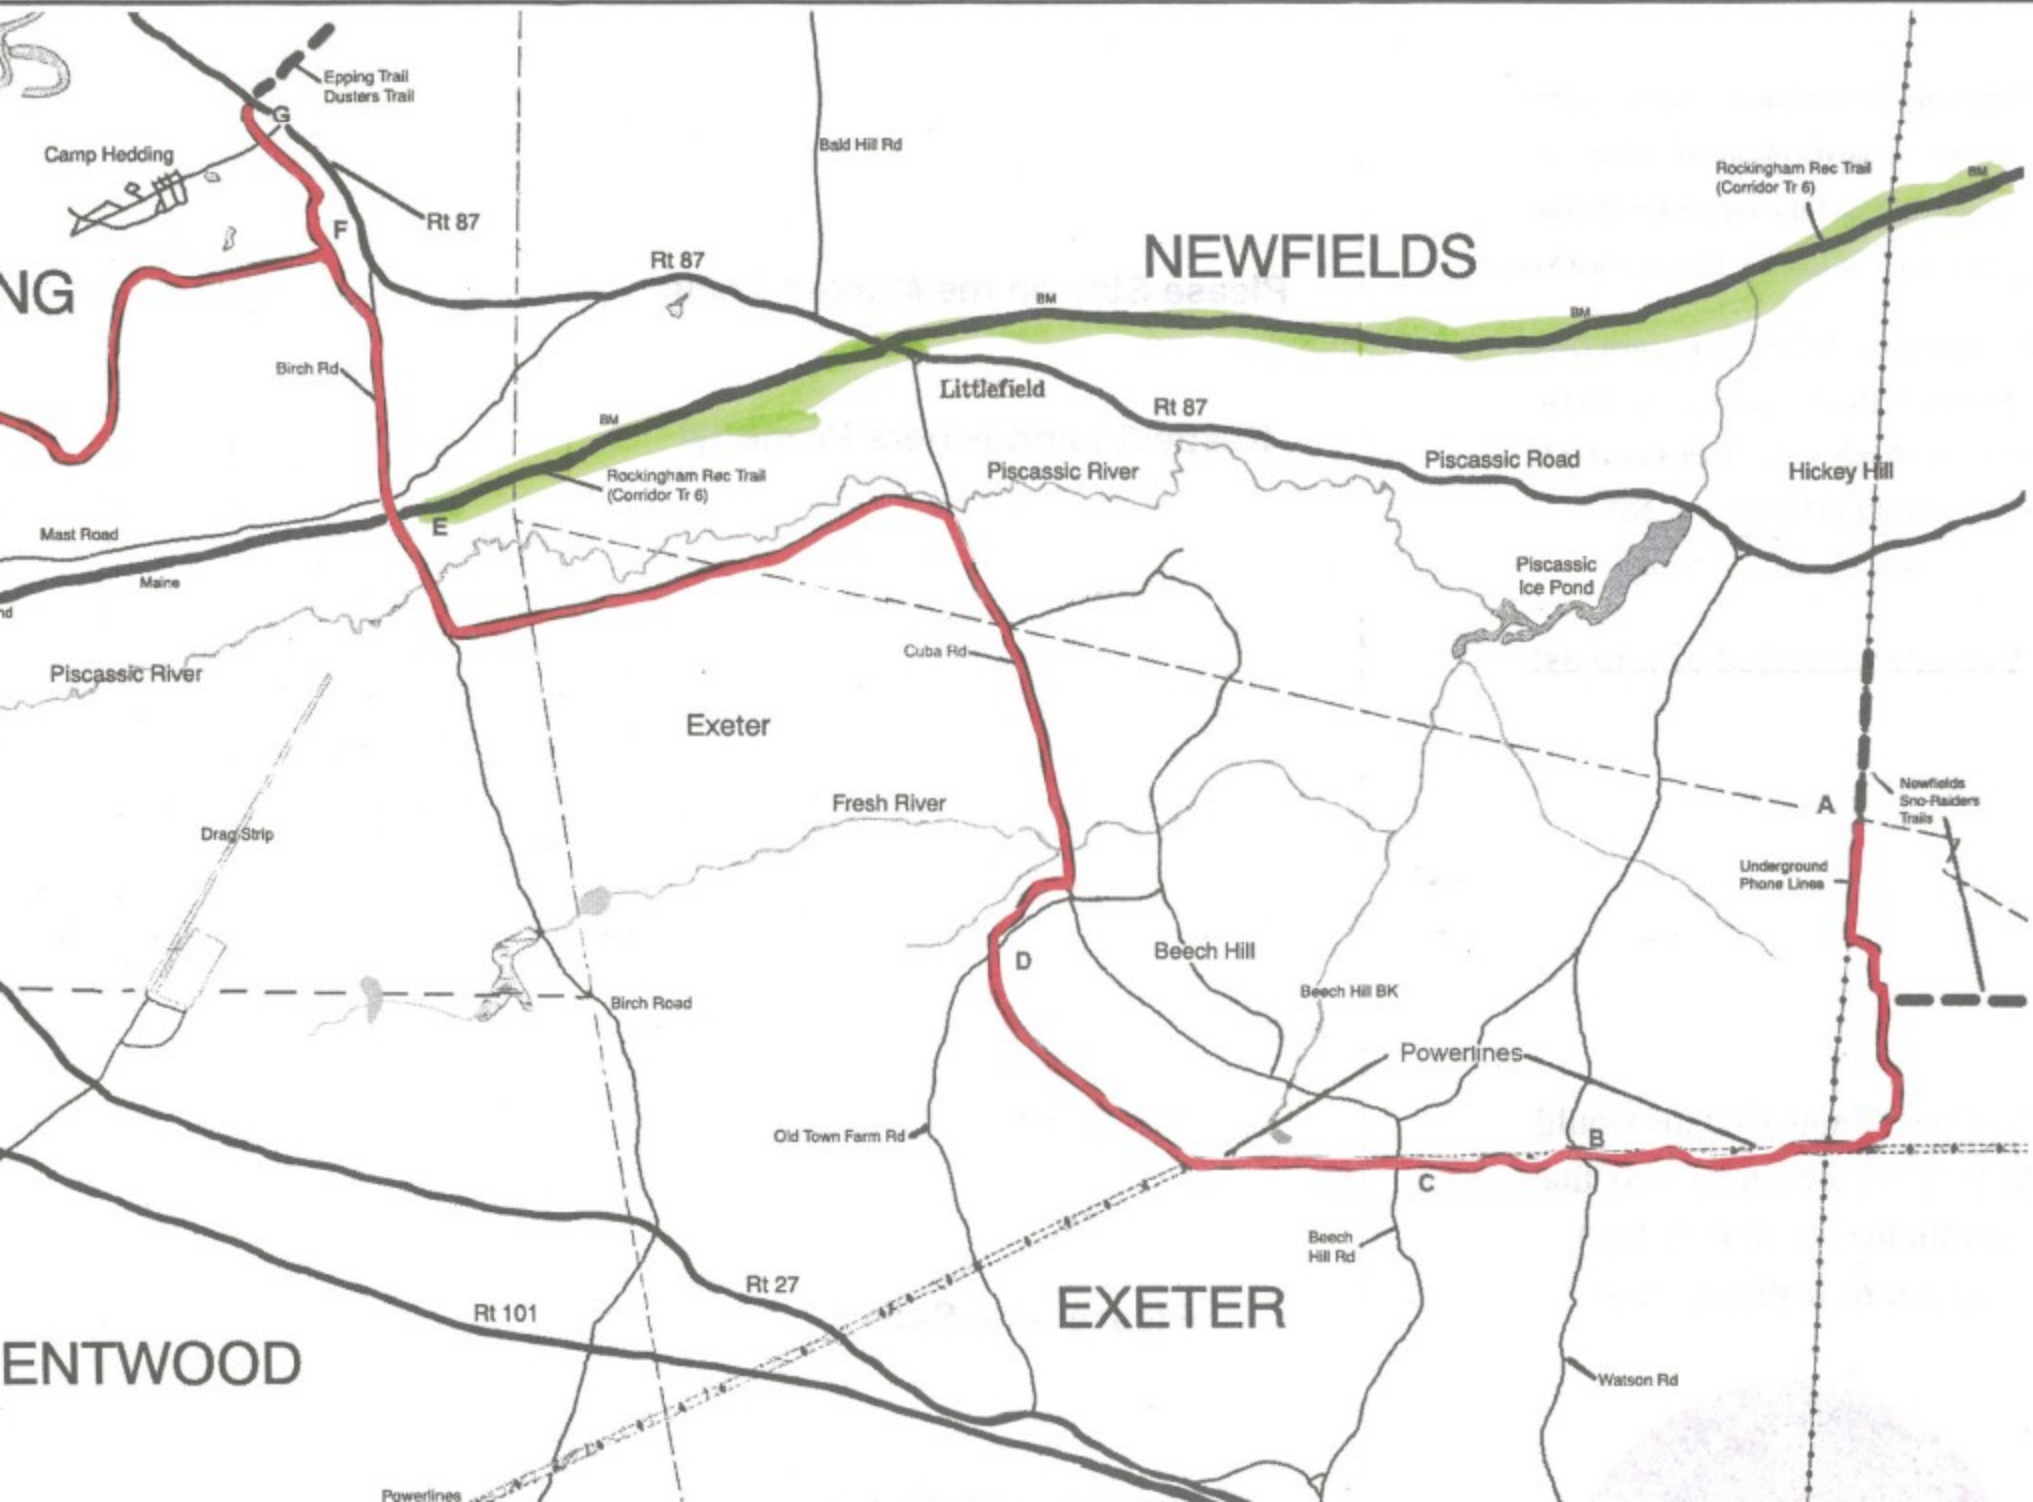 Epping Trail
Dusters Trail
G
Camp Hedding
Bald Hill Rd
Rockingham Rec Trail
(Corridor Tr 6)
BM
F
Rt 87
NEWFIELDS
Rt 87
NG
BM
BM
Birch Rd
Littlefield
Rt 87
BM
Rockingham Rec Trail
(Corridor Tr 6)
Piscassic River
Piscassic Road
Hickey Hill
E
Mast Road
Maine
nd
Piscassic
Ice Pond
Cuba Rd
Piscassic River
Exeter
Newfields
Sno-Raiders
Trails
A
Fresh River
Drag Strip
Underground
Phone Lines
D
Beech Hill
Beech Hill BK
Birch Road
Powerlines
Old Town Farm Rd
B
C
Beech
Hill Rd
Rt 27
EXETER
Rt 101
ENTWOOD
Watson Rd
Powerlines